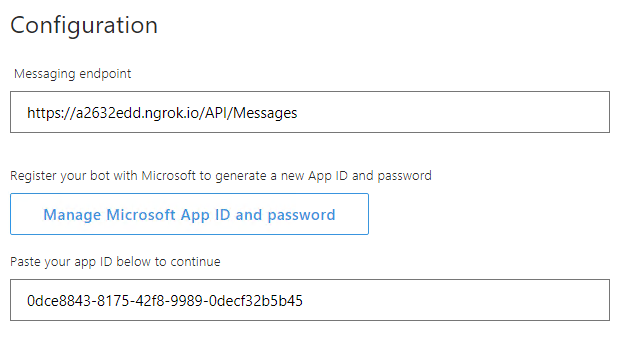 Configuration
Messaging endpoint
https://a2632edd.ngrok.io/API/Messages
Register your bot with Microsoft to generate a new App ID and password
Manage Microsoft App ID and password
Paste your app ID below to continue
0dce8843-8175-42f8-9989-0decf32b5b45